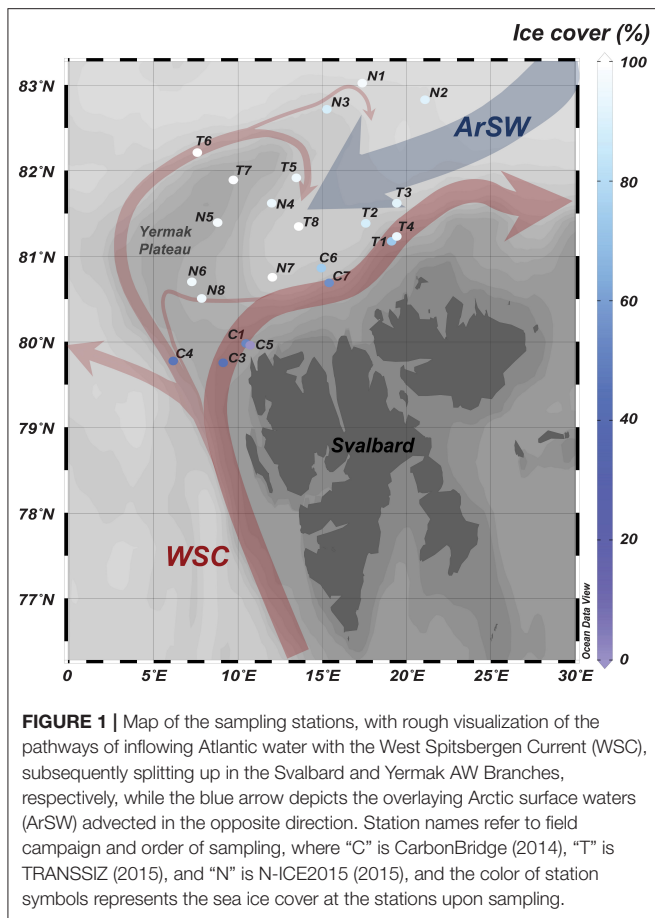 Ice cover (%)
100
80
60
40
20
0
83°N
82°N
81°N
80°N
79°N
78°N
77°N
0
5°E
10°E
15°E
20°E
25°E
30°E
N1
N2
N3
ArSW
T6
T7
T5
T3
N4
T2
N5
T8
T4
T1
Yermak
Plateau
C6
N6
N7
C7
N8
C1
C5
C4
C3
Svalbard
WSC
Ocean Data View
FIGURE 1 | Map of the sampling stations, with rough visualization of the
pathways of inflowing Atlantic water with the West Spitsbergen Current (WSC),
subsequently splitting up in the Svalbard and Yermak AW Branches,
respectively, while the blue arrow depicts the overlaying Arctic surface waters
(ArSW) advected in the opposite direction. Station names refer to field
campaign and order of sampling, where “C” is CarbonBridge (2014), “T” is
TRANSSIZ (2015), and “N” is N-ICE2015 (2015), and the color of station
symbols represents the sea ice cover at the stations upon sampling.